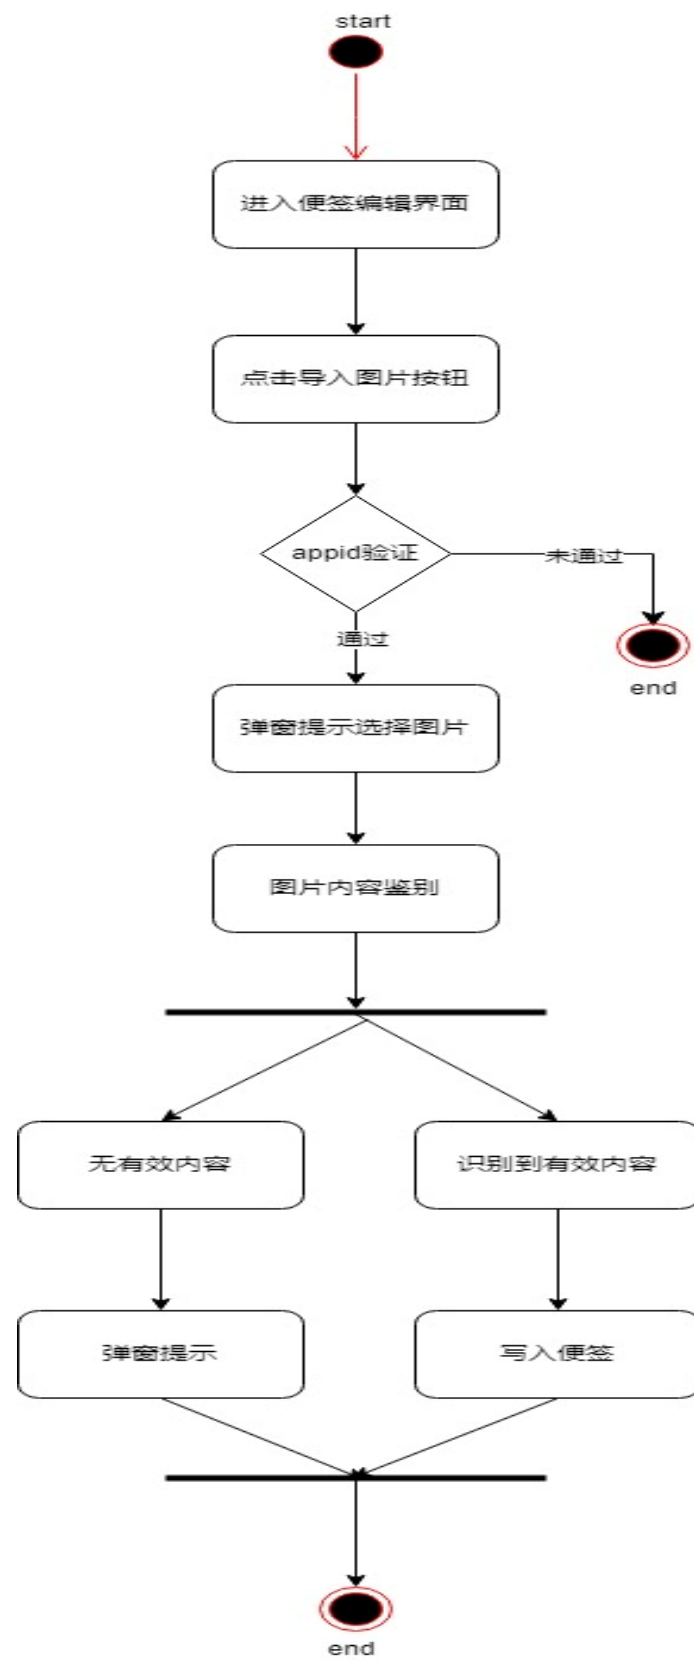 start
进入便签编辑界面
点击导入图片按钮
appid验证
未通过
通过
end
弹窗提示选择图片
图片内容鉴别
无有效内容
识别到有效内容
弹窗提示
写入便签
end